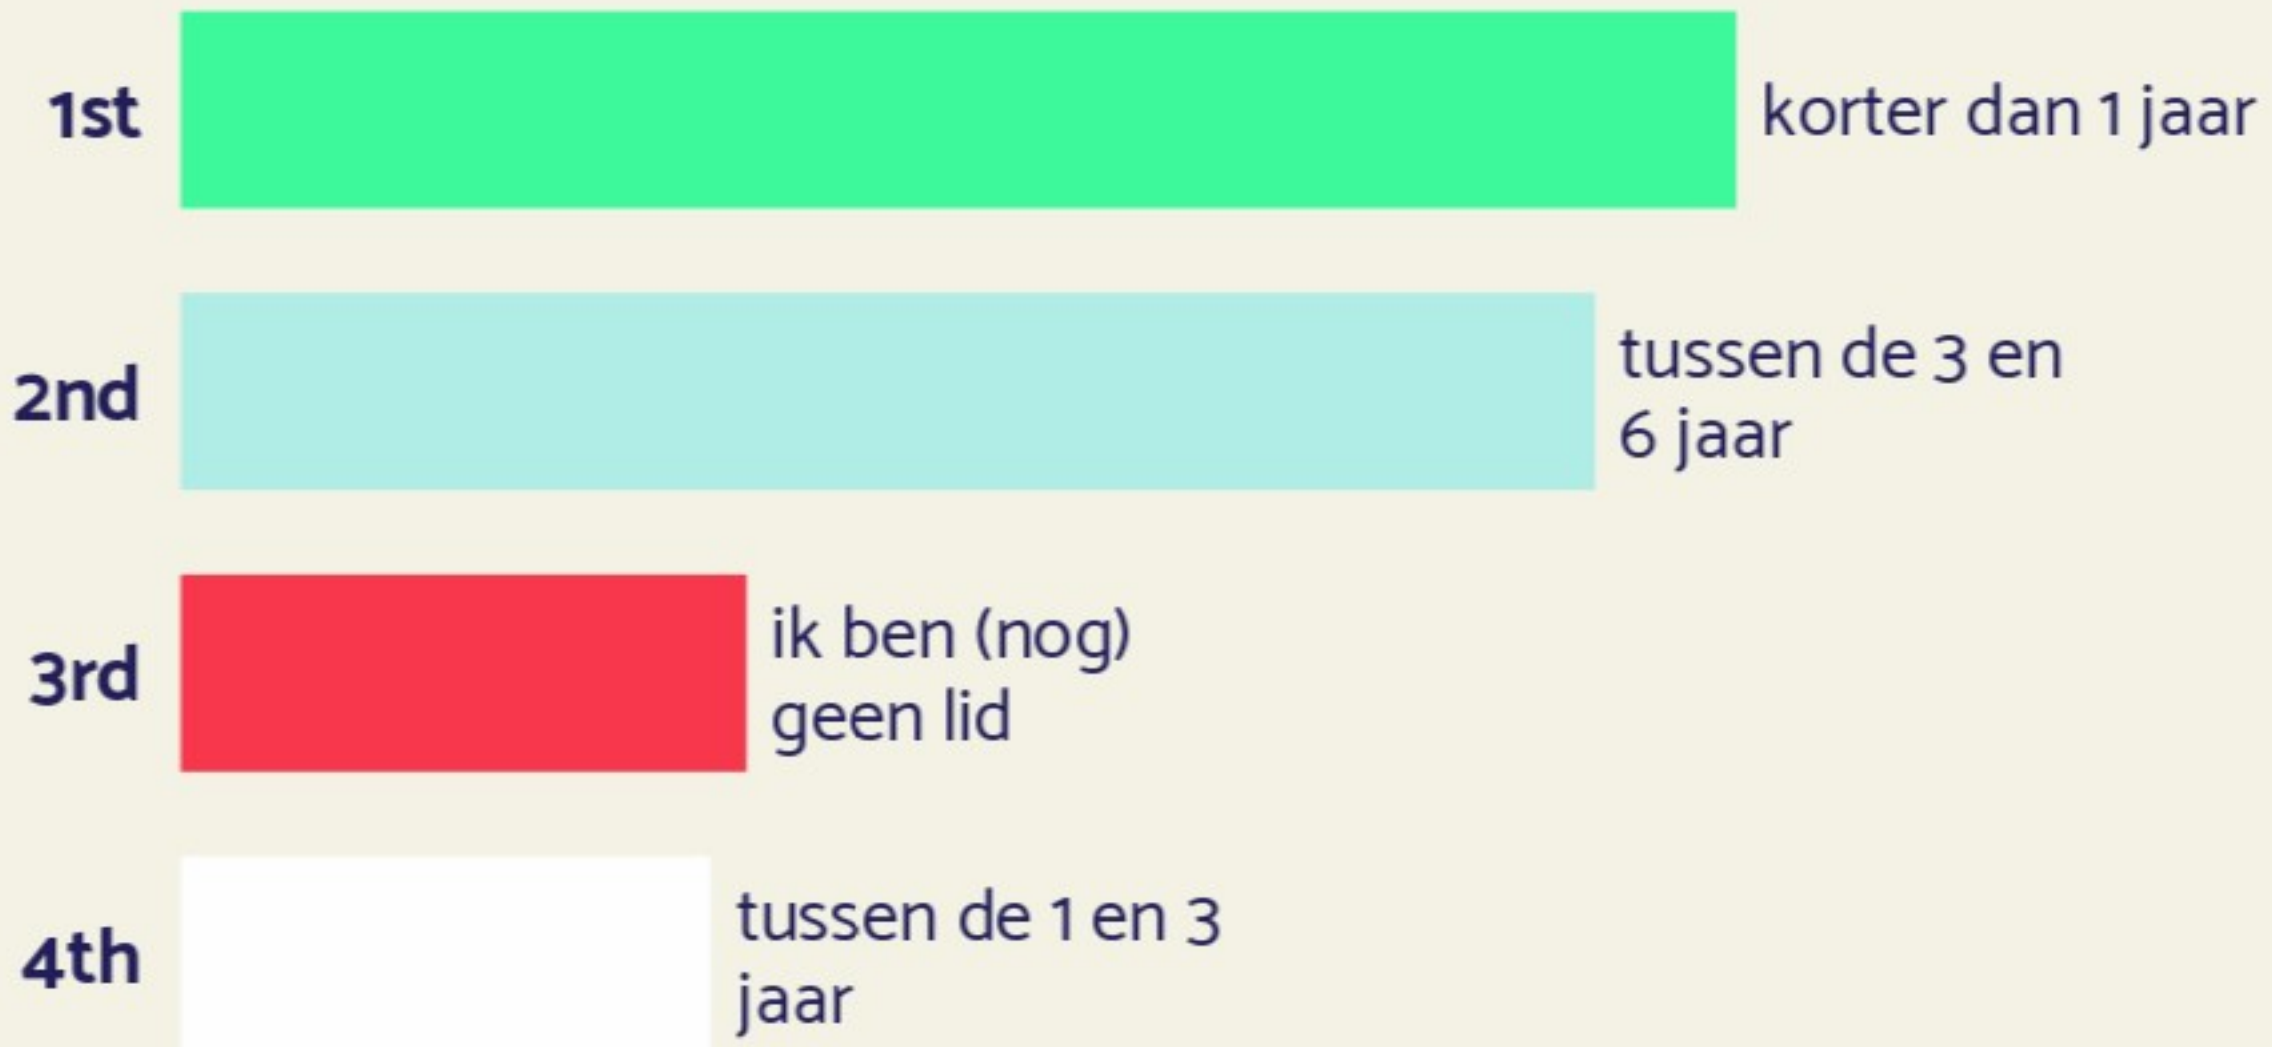 1st
korter dan 1 jaar
2nd
tussen de 3 en
6 jaar
3rd
ik ben (nog)
geen lid
4th
tussen de 1 en 3
jaar